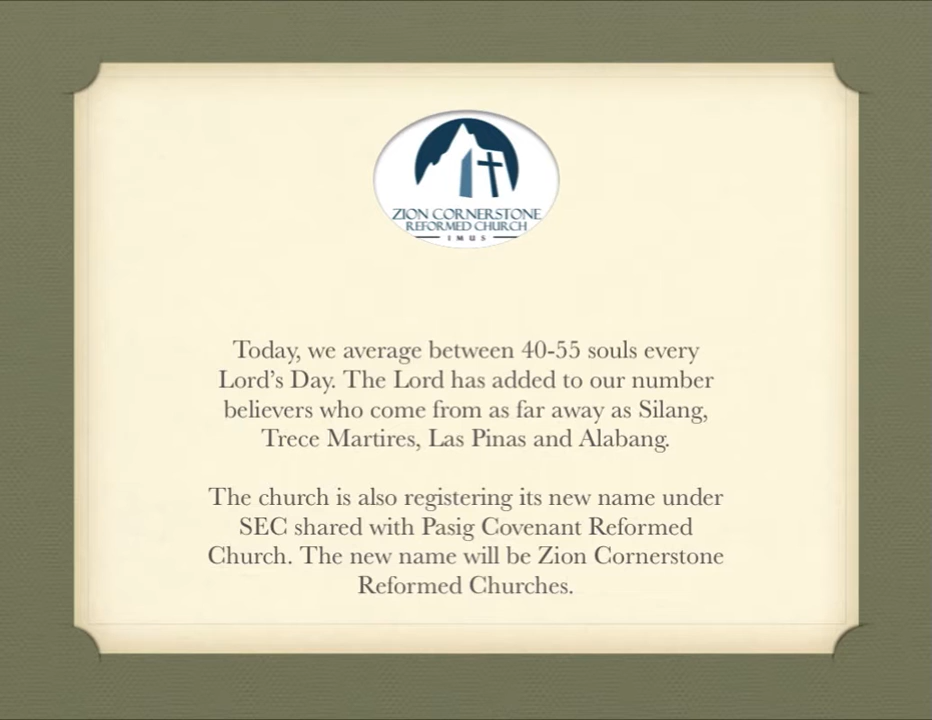 ZION CORNERSTONE
REFORMED CHURCH
IMUS
Today, we average between 40-55 souls every
Lord’s Day. The Lord has added to our number
believers who come from as far away as Silang,
Trece Martires, Las Pinas and Alabang.
The church is also registering its new name under
SEC shared with Pasig Covenant Reformed
Church. The new name will be Zion Cornerstone
Reformed Churches.